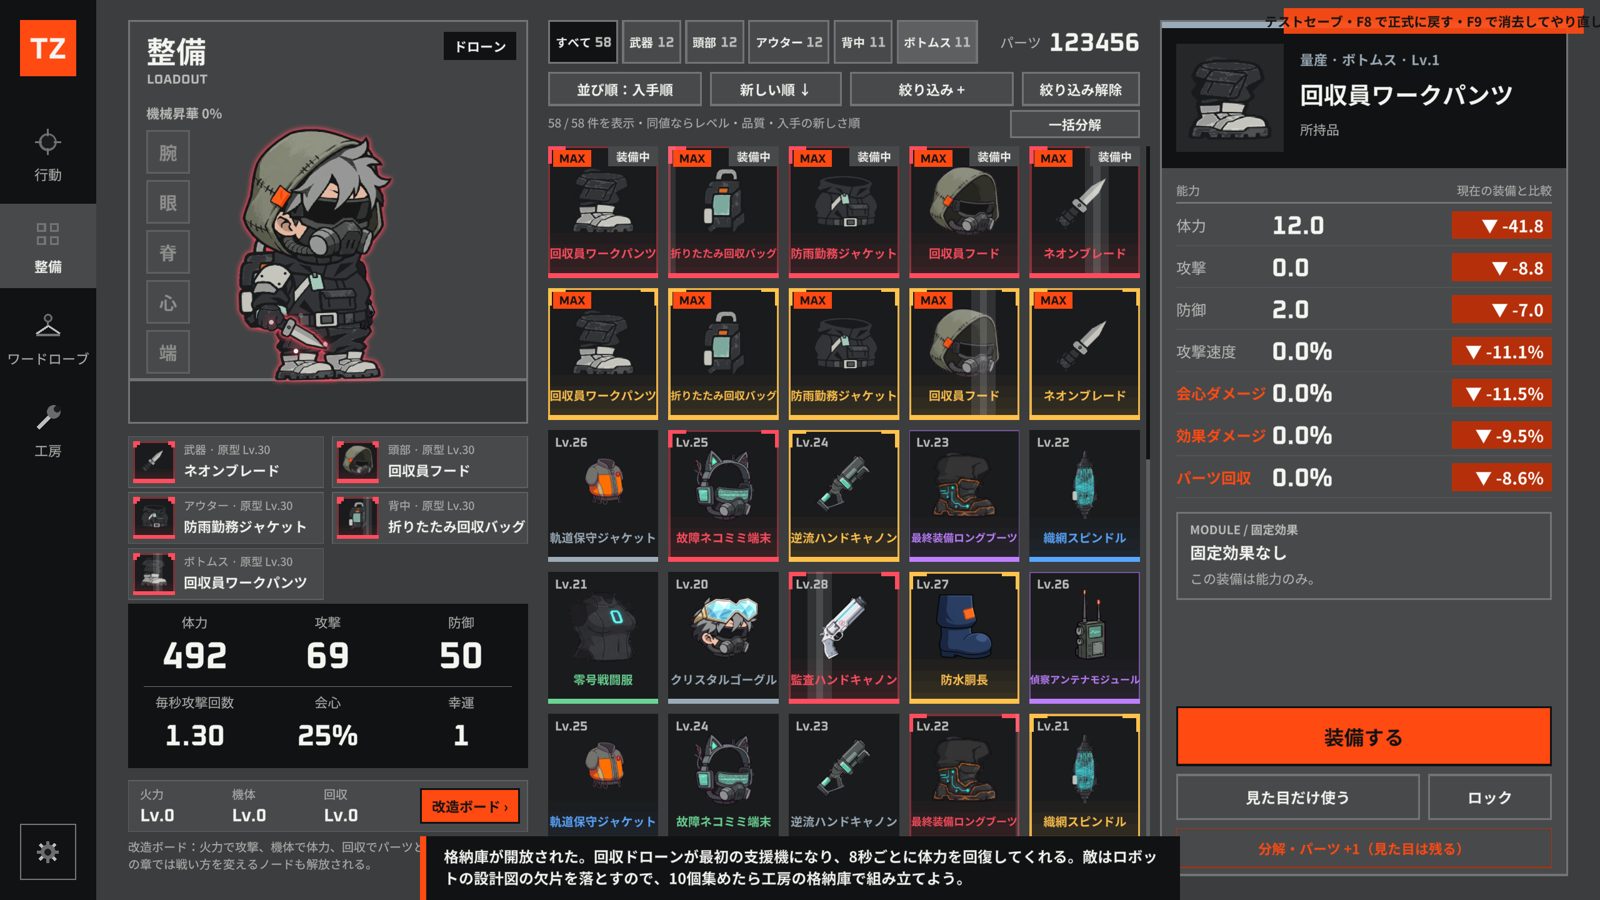 TZ
行動
整備
ワードローブ
工房
整備
LOADOUT
ドローン
機械昇華 0%
腕
眼
脊
心
端
武器・原型 Lv.30
ネオンブレード
頭部・原型 Lv.30
回収員フード
アウター・原型 Lv.30
防雨勤務ジャケット
背中・原型 Lv.30
折りたたみ回収バッグ
ボトムス・原型 Lv.30
回収員ワークパンツ
体力 攻撃 防御
492 69 50
毎秒攻撃回数 会心 幸運
1.30 25% 1
火力 機体 回収
Lv.0 Lv.0 Lv.0
改造ボード ›
改造ボード：火力で攻撃、機体で体力、回収でパーツと
の章では戦い方を変えるノードも解放される。
すべて 58 武器 12 頭部 12 アウター 12 背中 11 ボトムス 11
パーツ 123456
並び順：入手順 新しい順 ↓ 絞り込み + 絞り込み解除
58 / 58 件を表示・同値ならレベル・品質・入手の新しさ順
一括分解
MAX 装備中 MAX 装備中 MAX 装備中 MAX 装備中 MAX 装備中
回収員ワークパンツ 折りたたみ回収バッグ 防雨勤務ジャケット 回収員フード ネオンブレード
MAX MAX MAX MAX MAX
回収員ワークパンツ 折りたたみ回収バッグ 防雨勤務ジャケット 回収員フード ネオンブレード
Lv.26 Lv.25 Lv.24 Lv.23 Lv.22
軌道保守ジャケット 故障ネコミミ端末 逆流ハンドキャノン 最終装備ロングブーツ 織網スピンドル
Lv.21 Lv.20 Lv.28 Lv.27 Lv.26
零号戦闘服 クリスタルゴーグル 監査ハンドキャノン 防水胴長 偵察アンテナモジュール
Lv.25 Lv.24 Lv.23 Lv.22 Lv.21
軌道保守ジャケット 故障ネコミミ端末 逆流ハンドキャノン 最終装備ロングブーツ 織網スピンドル
格納庫が開放された。回収ドローンが最初の支援機になり、8秒ごとに体力を回復してくれる。敵はロボッ
トの設計図の欠片を落とすので、10個集めたら工房の格納庫で組み立てよう。
テストセーブ・F8 で正式に戻す・F9 で消去してやり直し
量産・ボトムス・Lv.1
回収員ワークパンツ
所持品
能力 現在の装備と比較
体力 12.0 ▼ -41.8
攻撃 0.0 ▼ -8.8
防御 2.0 ▼ -7.0
攻撃速度 0.0% ▼ -11.1%
会心ダメージ 0.0% ▼ -11.5%
効果ダメージ 0.0% ▼ -9.5%
パーツ回収 0.0% ▼ -8.6%
MODULE / 固定効果
固定効果なし
この装備は能力のみ。
装備する
見た目だけ使う ロック
分解・パーツ +1（見た目は残る）